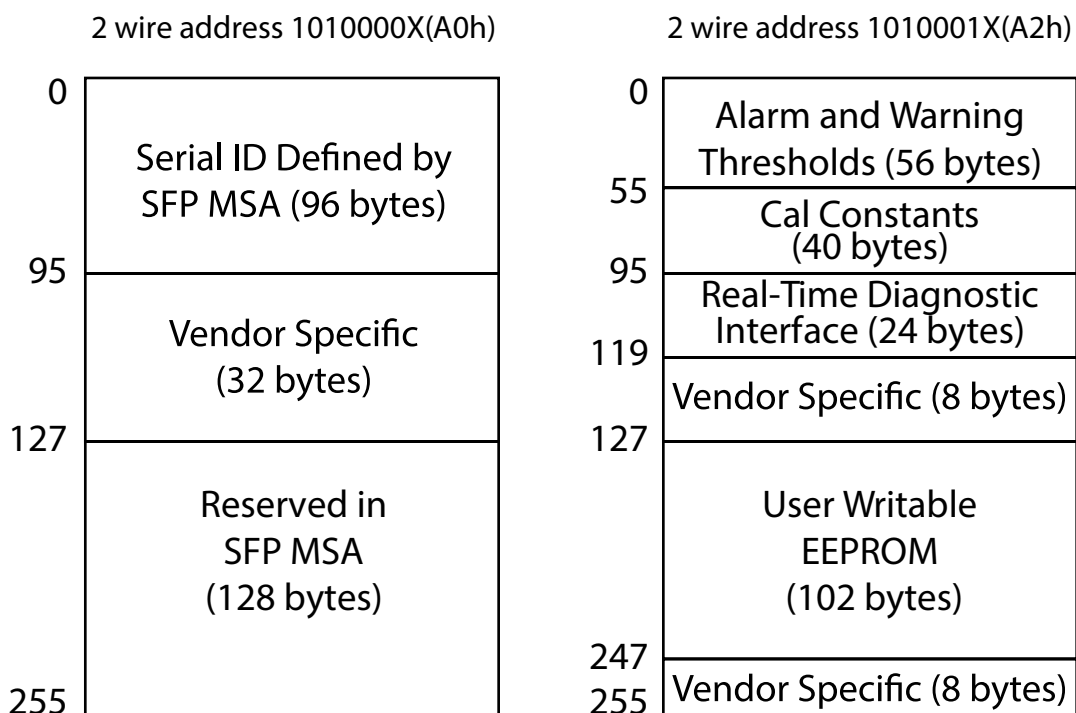 2 wire address 1010000X(A0h)
0
Serial ID Defined by
SFP MSA (96 bytes)
95
Vendor Specific
(32 bytes)
127
Reserved in
SFP MSA
(128 bytes)
255
2 wire address 1010001X(A2h)
0
Alarm and Warning
Thresholds (56 bytes)
55
Cal Constants
(40 bytes)
95
Real-Time Diagnostic
Interface (24 bytes)
119
Vendor Specific (8 bytes)
127
User Writable
EEPROM
(102 bytes)
247
Vendor Specific (8 bytes)
255